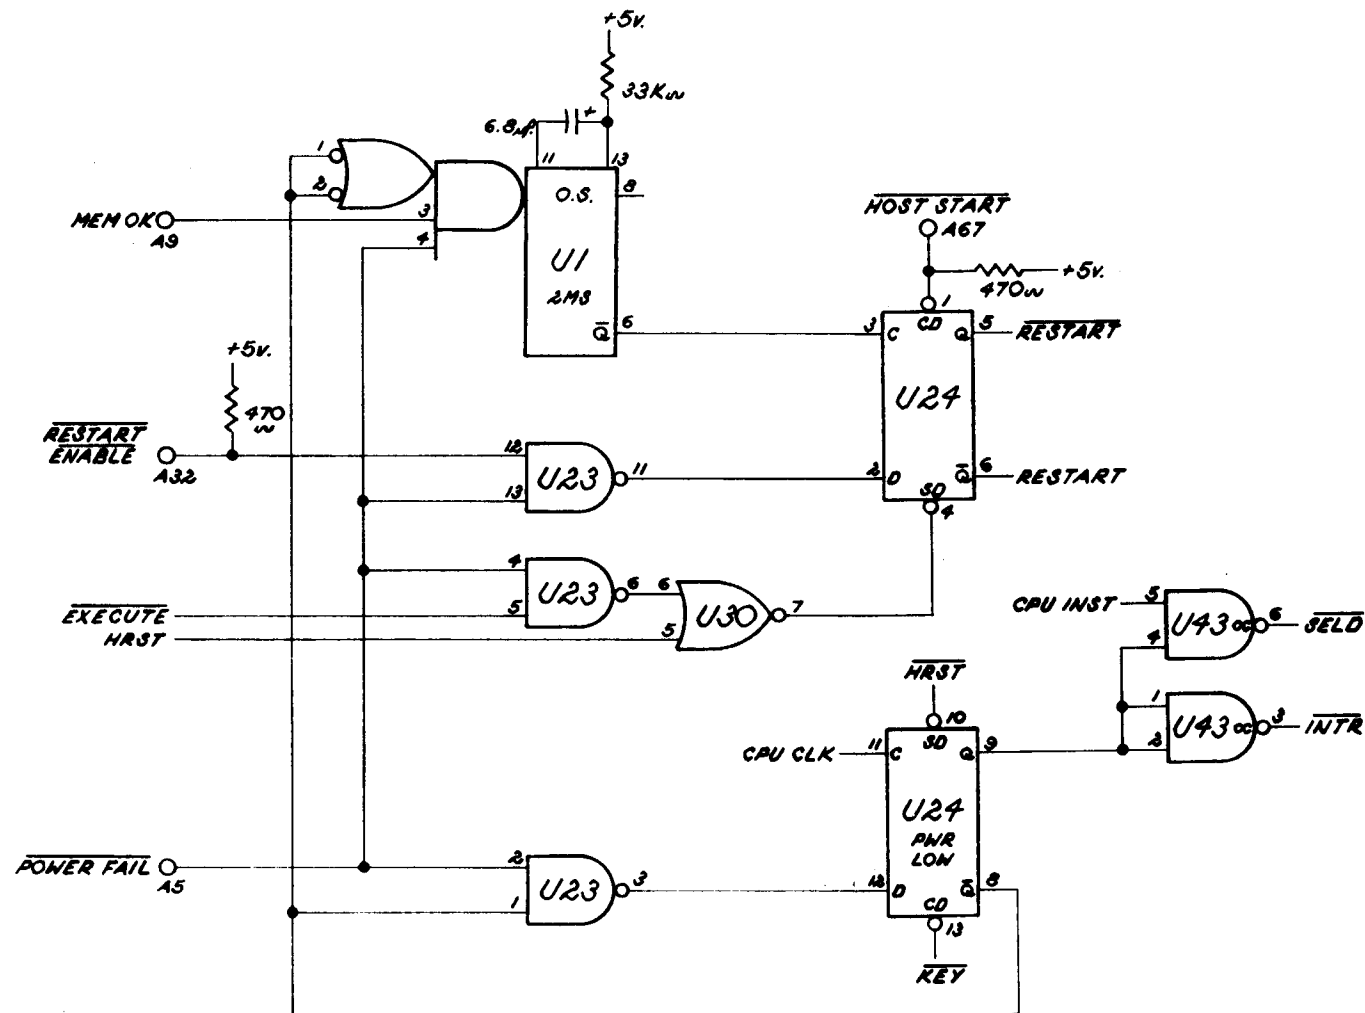 +5v.
33K
6.8μf.
+
1
11
13
2
O.S.
8
MEM OK
A9
3
4
U1
2MS
Q̅
6
HOST START
A67
+5v.
470
1
3
C
CD
Q
5
RESTART
U24
+5v.
470
RESTART
ENABLE
A32
12
13
U23
11
2
D
SD
Q̅
6
RESTART
4
4
5
U23
6
6
EXECUTE
HRST
5
U30
7
CPU INST
5
4
U43
6
SELD
HRST
10
1
2
U43
3
INTR
CPU CLK
11
C
SD
Q
9
U24
PWR
LOW
POWER FAIL
A5
2
1
U23
3
12
D
Q̅
8
CD
13
KEY